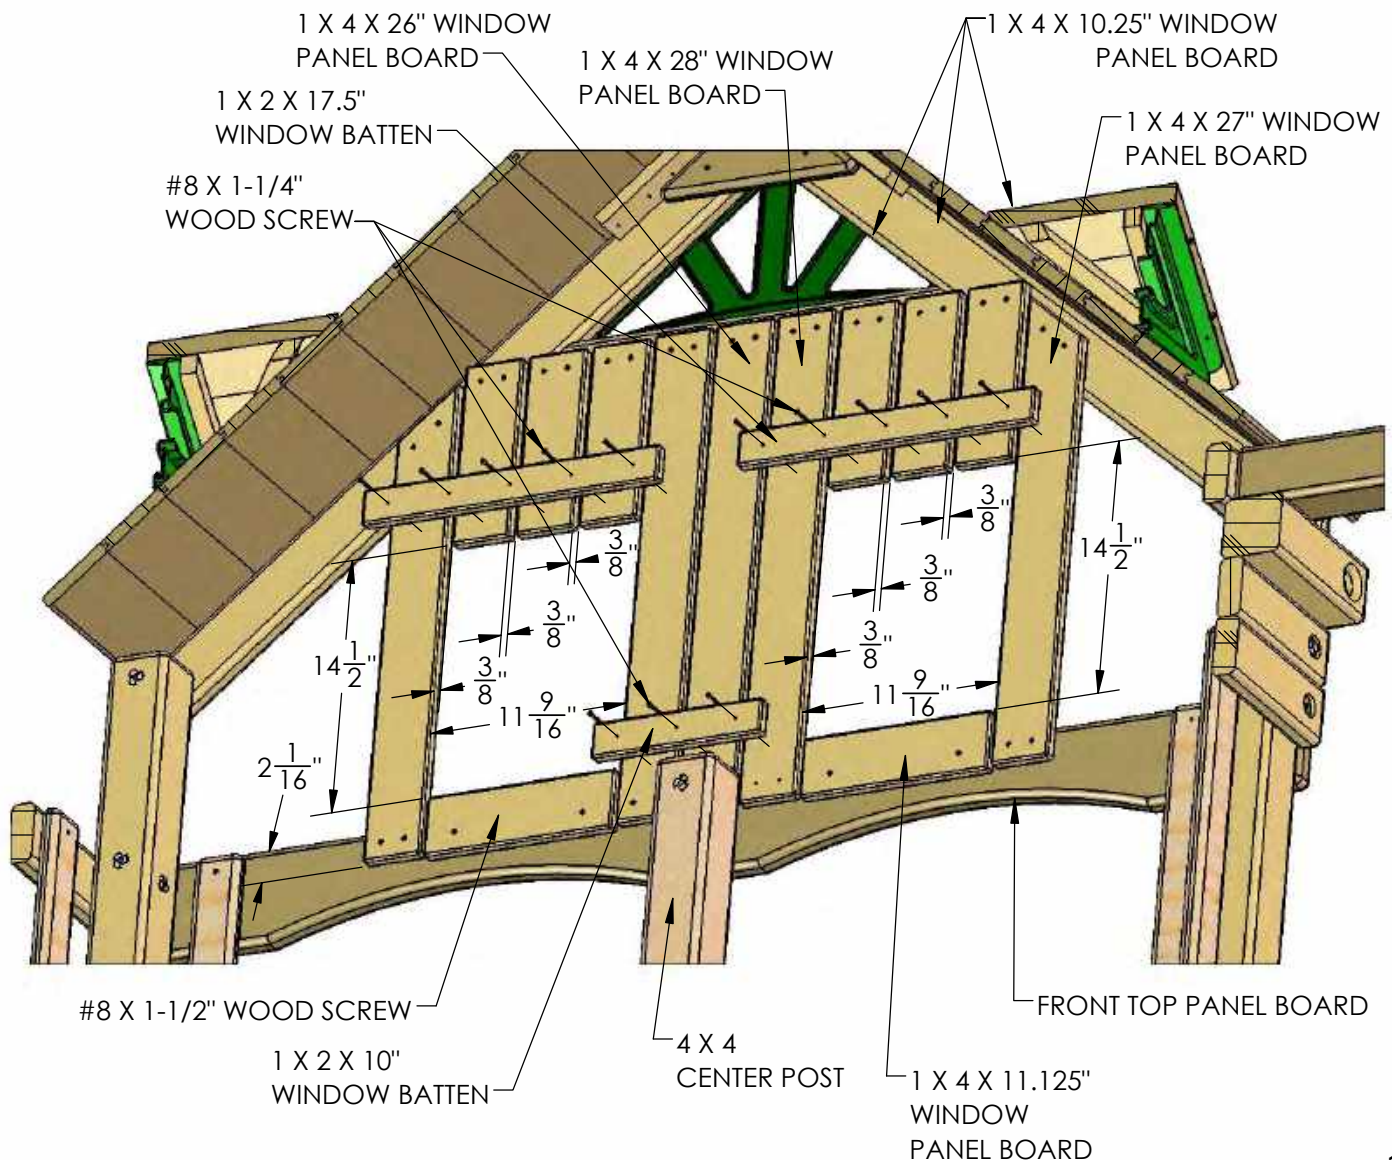 1 X 4 X 26" WINDOW
PANEL BOARD
1 X 4 X 28" WINDOW
PANEL BOARD
1 X 4 X 10.25" WINDOW
PANEL BOARD
1 X 2 X 17.5"
WINDOW BATTEN
1 X 4 X 27" WINDOW
PANEL BOARD
#8 X 1-1/4"
WOOD SCREW
3/8"
3/8"
14 1/2"
3/8"
3/8"
3/8"
14 1/2"
3/8"
11 9/16"
11 9/16"
2 1/16"
#8 X 1-1/2" WOOD SCREW
FRONT TOP PANEL BOARD
1 X 2 X 10"
WINDOW BATTEN
4 X 4
CENTER POST
1 X 4 X 11.125"
WINDOW
PANEL BOARD